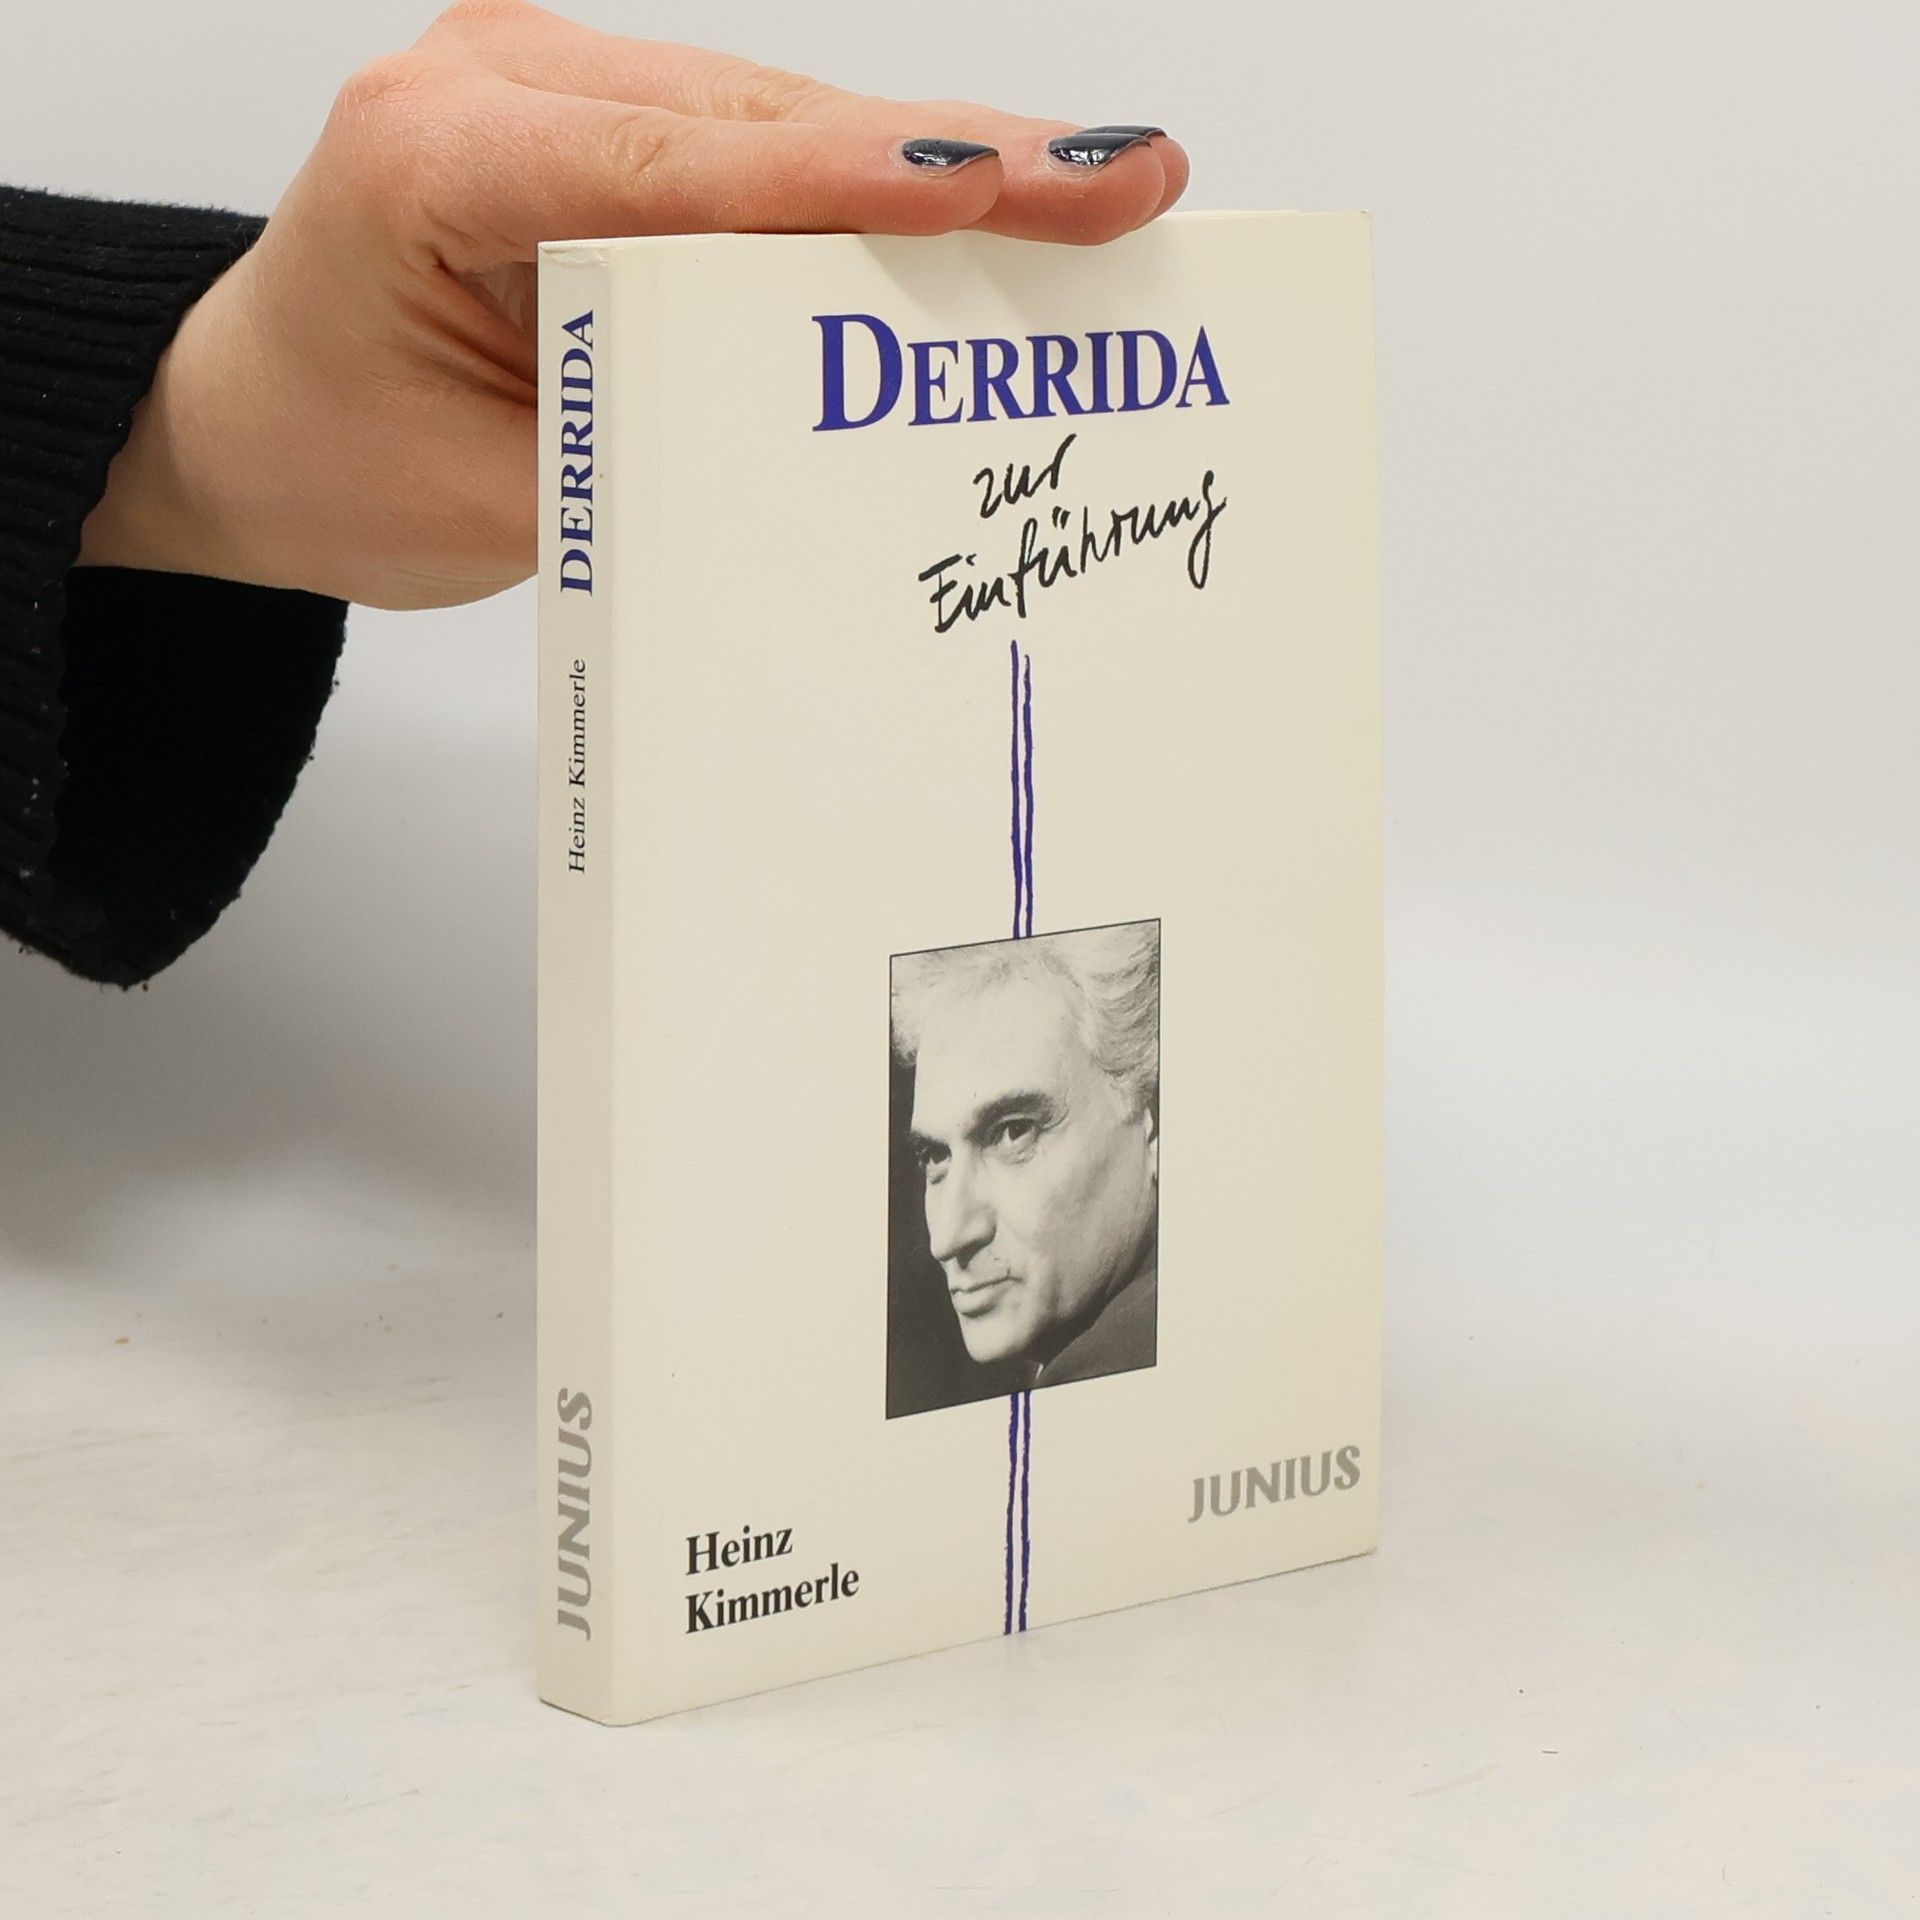 DERRIDA
zur
Einführung
Heinz
Kimmerle
JUNIUS
DERRIDA
Heinz Kimmerle
JUNIUS